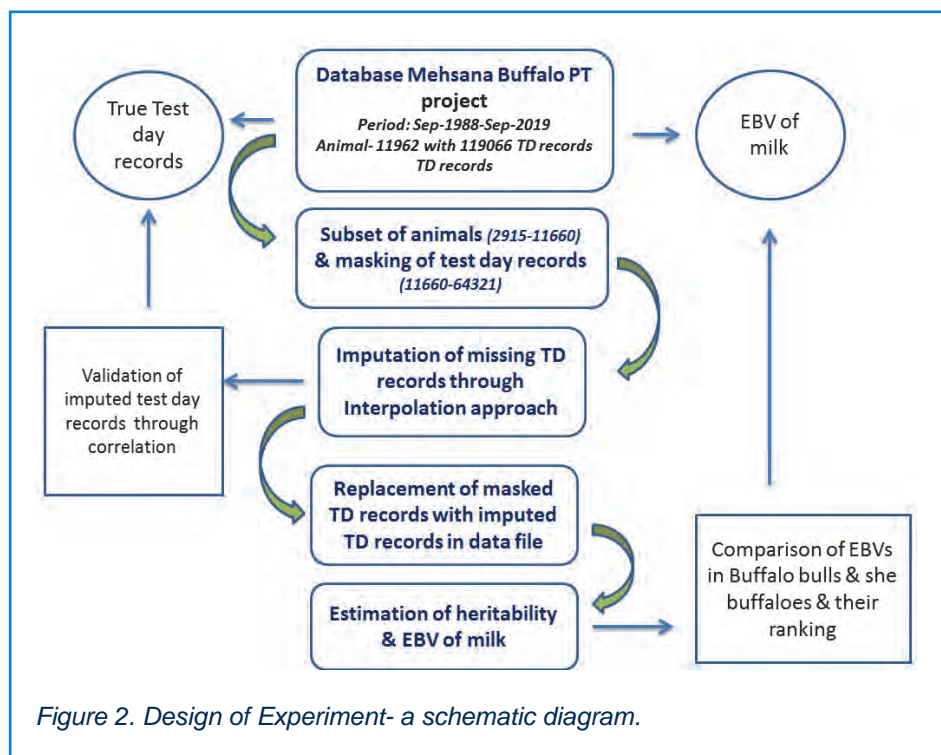 Database Mehsana Buffalo PT
project
Period: Sep-1988-Sep-2019
Animal- 11962 with 119066 TD records
TD records
True Test
day
records
EBV of
milk
Subset of animals (2915-11660)
& masking of test day records
(11660-64321)
Imputation of missing TD
records through
Interpolation approach
Validation of
imputed test day
records through
correlation
Replacement of masked
TD records with imputed
TD records in data file
Estimation of heritability
& EBV of milk
Comparison of EBVs
in Buffalo bulls & she
buffaloes & their
ranking
Figure 2. Design of Experiment- a schematic diagram.